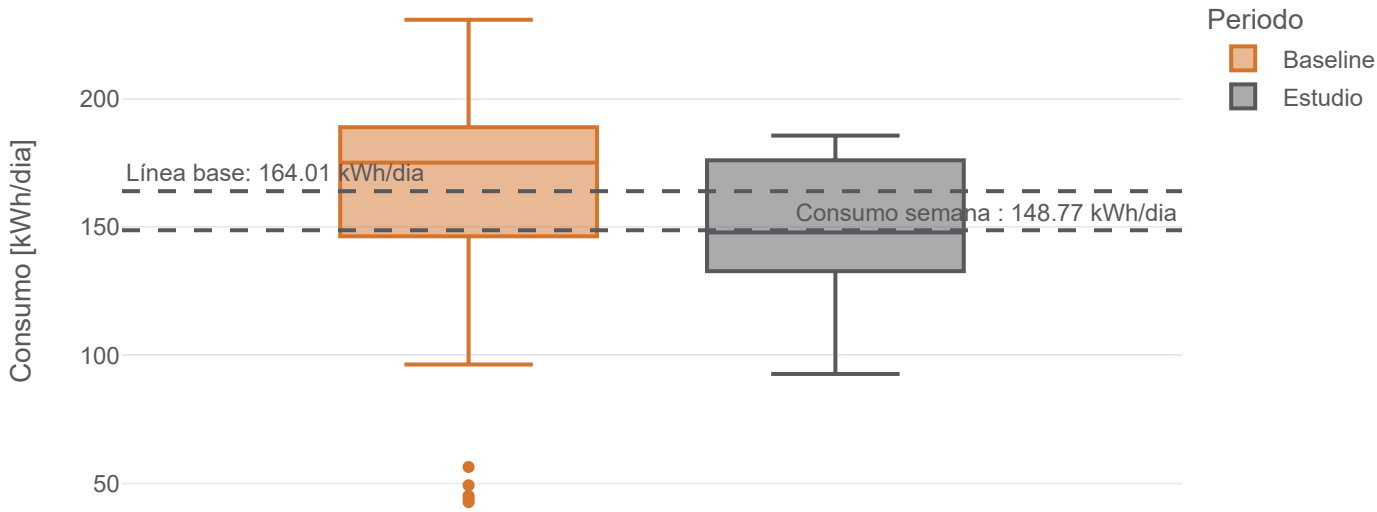 Periodo
Baseline
Estudio
Consumo [kWh/dia]
200
150
100
50
Línea base: 164.01 kWh/dia
Consumo semana : 148.77 kWh/dia